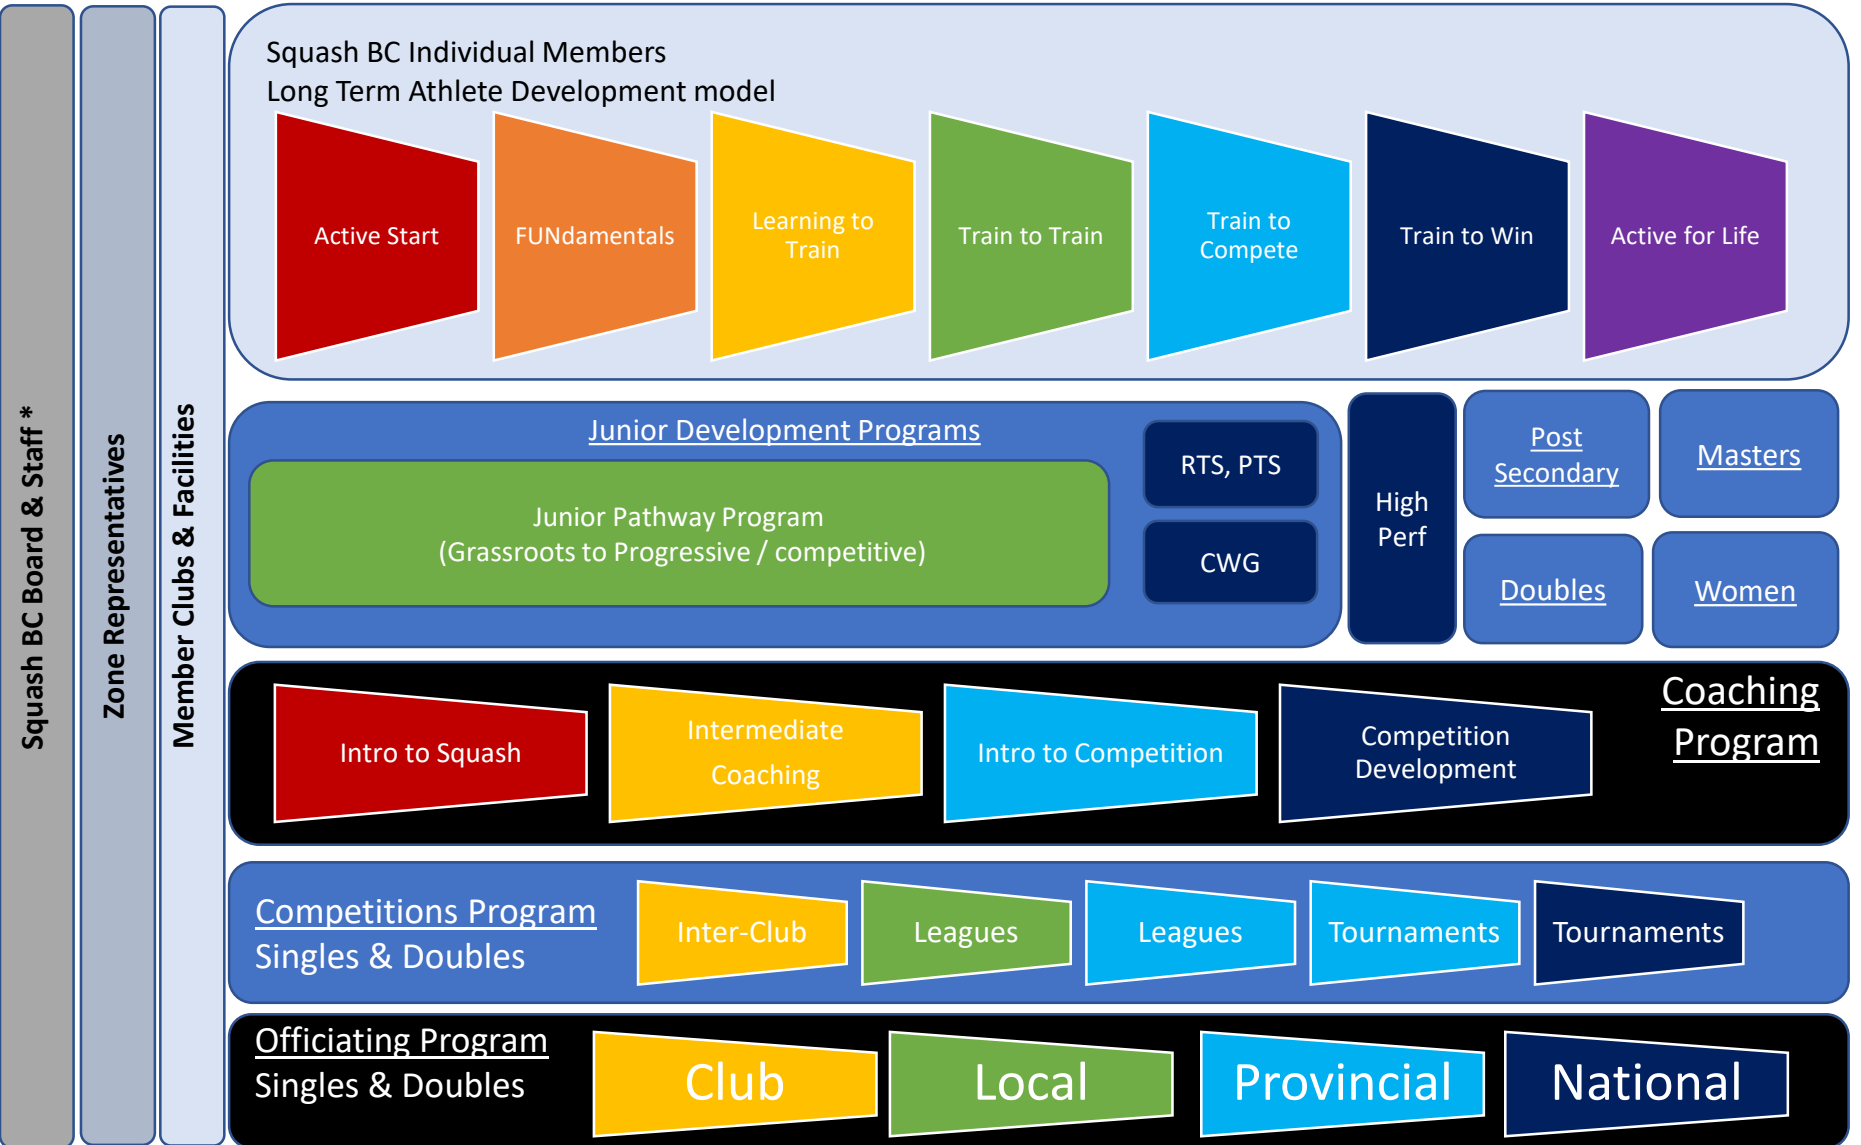 Squash BC Board & Staff *
Zone Representatives
Member Clubs & Facilities
Squash BC Individual Members
Long Term Athlete Development model
Active Start
FUNdamentals
Learning to
Train
Train to Train
Train to
Compete
Train to Win
Active for Life
Junior Development Programs
Junior Pathway Program
(Grassroots to Progressive / competitive)
RTS, PTS
CWG
High
Perf
Post
Secondary
Masters
Doubles
Women
Coaching
Program
Intro to Squash
Intermediate
Coaching
Intro to Competition
Competition
Development
Competitions Program
Singles & Doubles
Inter-Club
Leagues
Leagues
Tournaments
Tournaments
Officiating Program
Singles & Doubles
Club
Local
Provincial
National